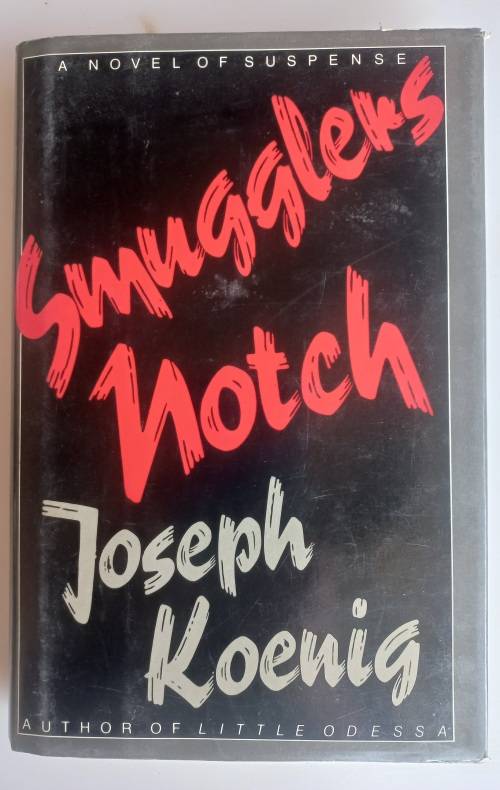 A NOVEL OF SUSPENSE
Smugglers
Notch
Joseph
Koenig
AUTHOR OF LITTLE ODESSA